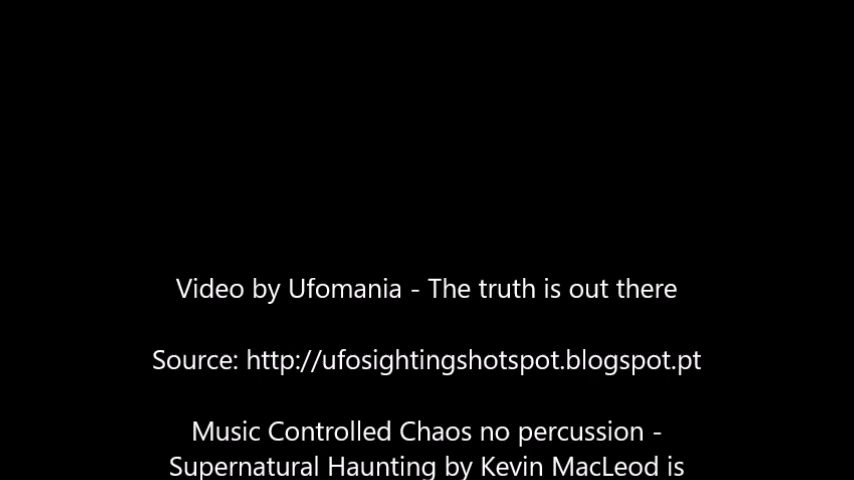 Video by Ufomania - The truth is out there
Source: http://ufosightingshotspot.blogspot.pt
Music Controlled Chaos no percussion -
Supernatural Haunting by Kevin MacLeod is